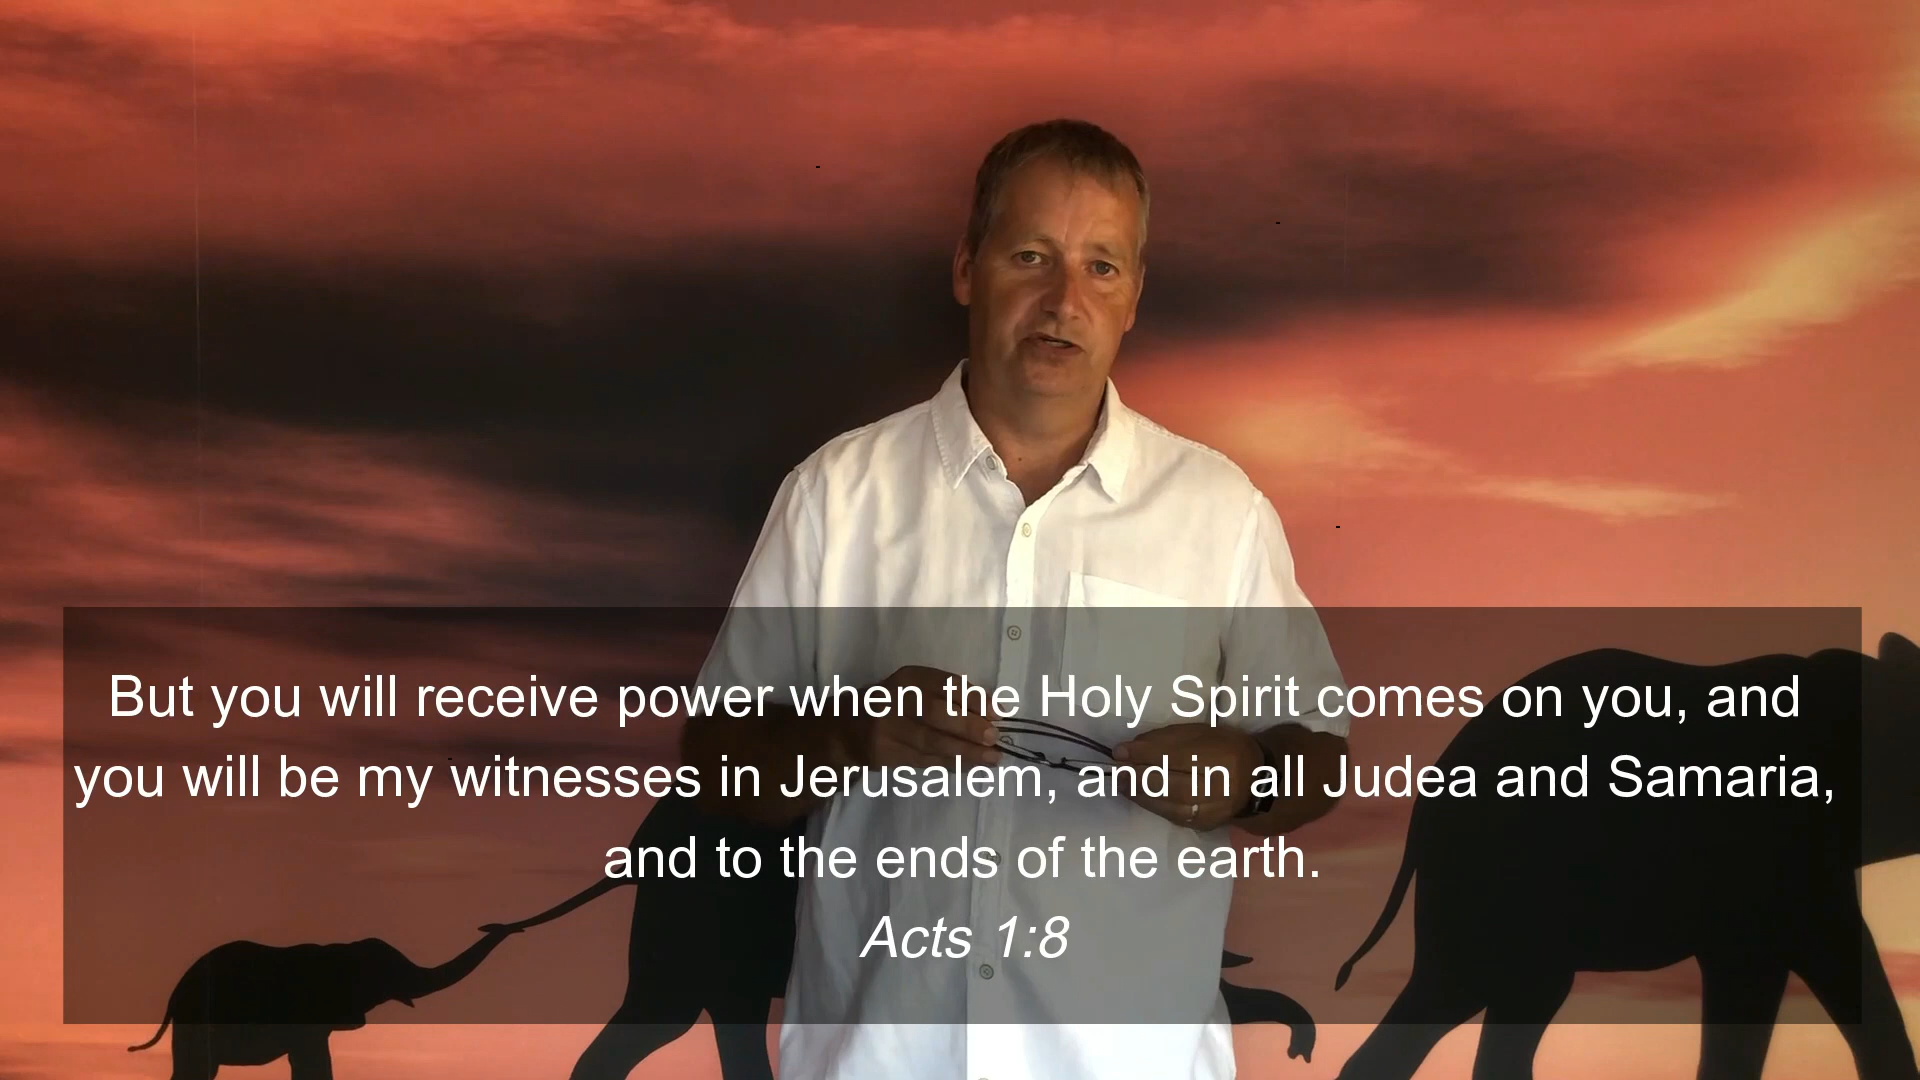 But you will receive power when the Holy Spirit comes on you, and
you will be my witnesses in Jerusalem, and in all Judea and Samaria,
and to the ends of the earth.
Acts 1:8